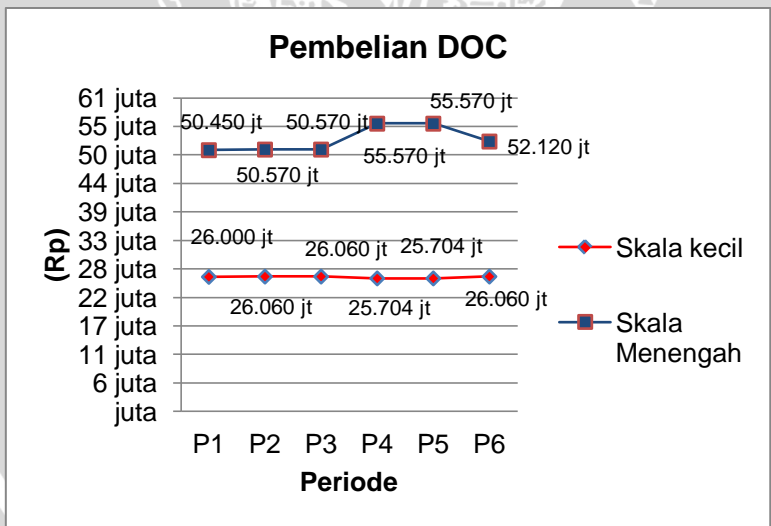 Pembelian DOC
61 juta
55 juta
50 juta
44 juta
39 juta
33 juta
28 juta
22 juta
17 juta
11 juta
6 juta
juta
(Rp)
50.450 jt
50.570 jt
50.570 jt
55.570 jt
55.570 jt
52.120 jt
26.000 jt
26.060 jt
26.060 jt
25.704 jt
25.704 jt
26.060 jt
P1 P2 P3 P4 P5 P6
Periode
Skala kecil
Skala
Menengah